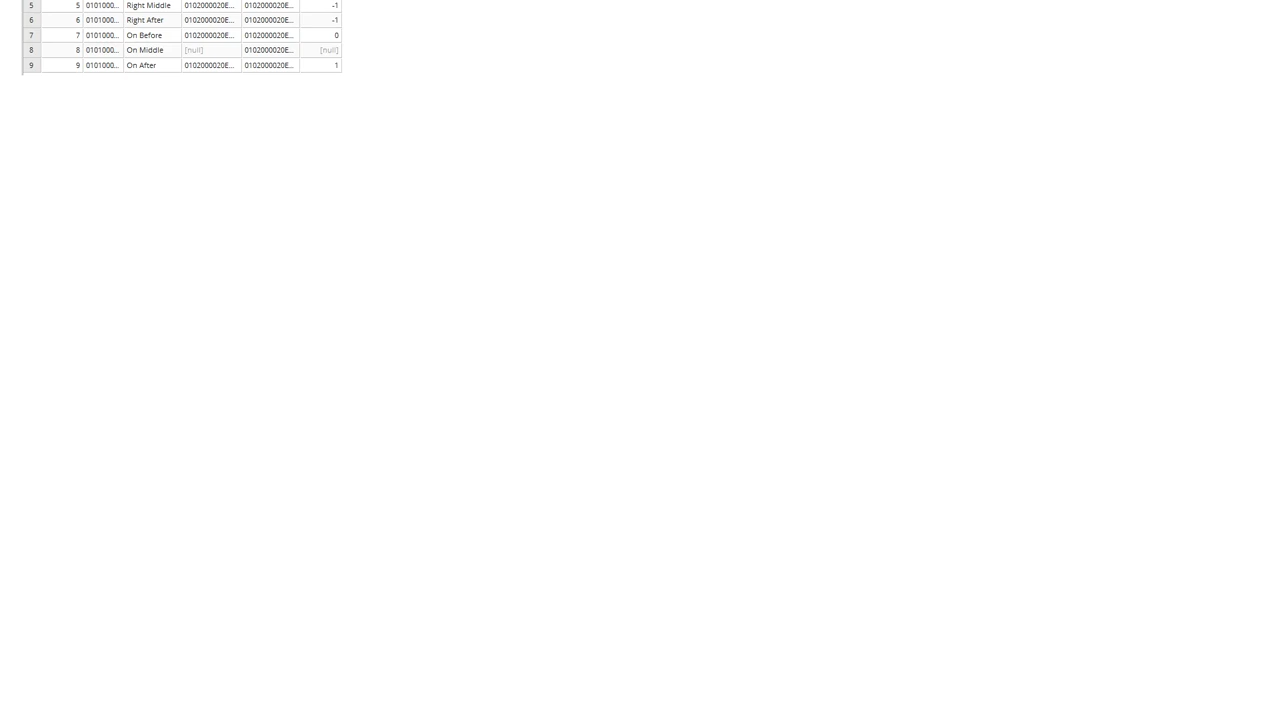 5 5 0101000... Right Middle 0102000020E... 0102000020E... -1
6 6 0101000... Right After 0102000020E... 0102000020E... -1
7 7 0101000... On Before 0102000020E... 0102000020E... 0
8 8 0101000... On Middle [null] 0102000020E... [null]
9 9 0101000... On After 0102000020E... 0102000020E... 1